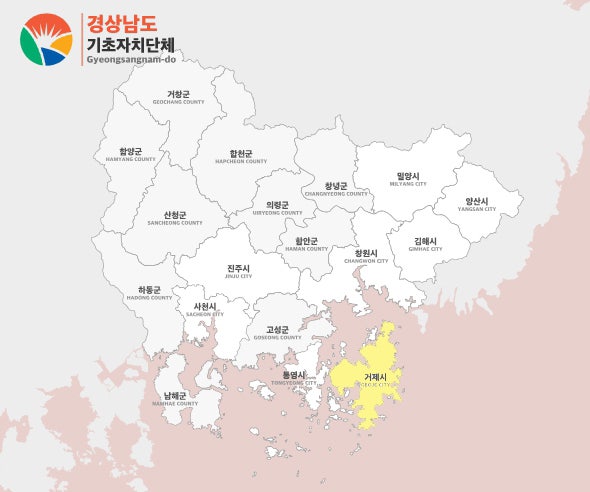 경상남도
기초자치단체
Gyeongsangnam-do
거창군
GEOCHANG COUNTY
함양군
HAMYANG COUNTY
합천군
HAPCHEON COUNTY
창녕군
CHANGNYEONG COUNTY
밀양시
MILYANG CITY
양산시
YANGSAN CITY
산청군
SANCHEONG COUNTY
의령군
UIRYEONG COUNTY
함안군
HAMAN COUNTY
창원시
CHANGWON CITY
김해시
GIMHAE CITY
진주시
JINJU CITY
하동군
HADONG COUNTY
사천시
SACHEON CITY
고성군
GOSEONG COUNTY
통영시
TONGYEONG CITY
거제시
GEOJE CITY
남해군
NAMHAE COUNTY